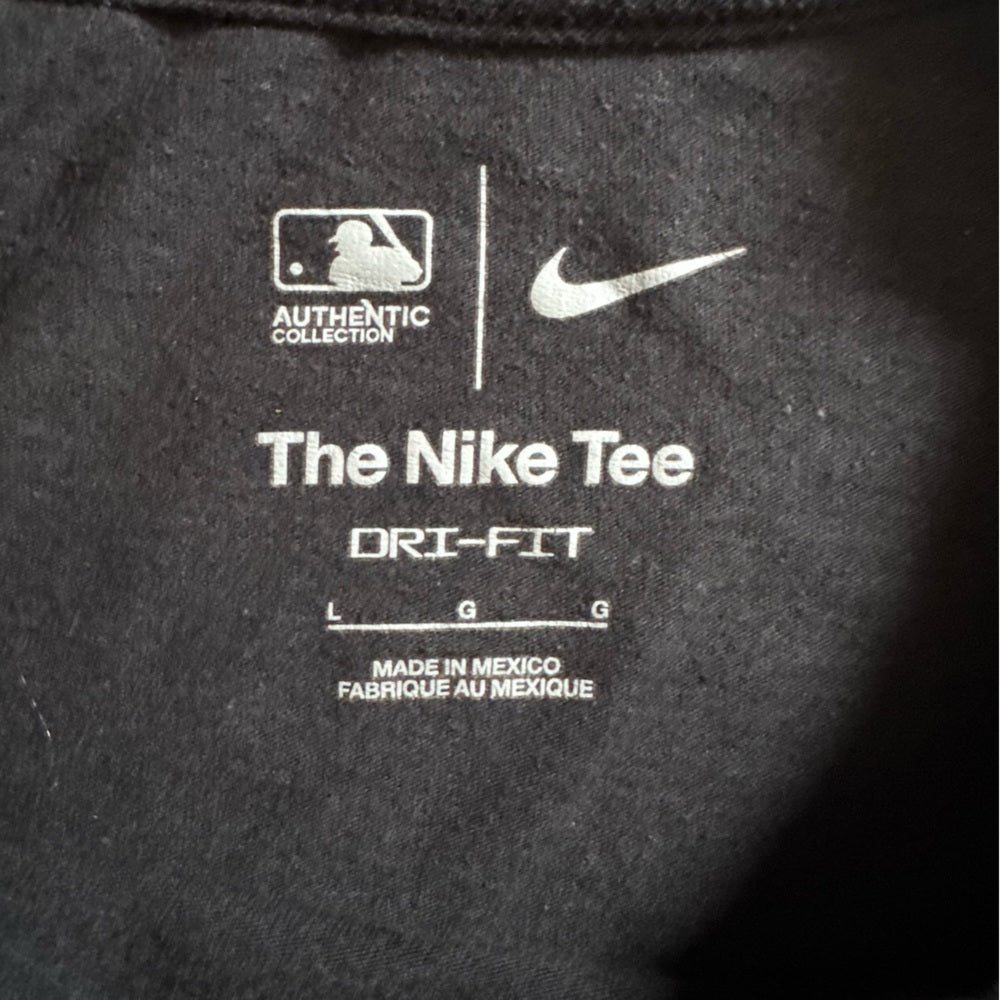 AUTHENTIC
COLLECTION
The Nike Tee
DRI-FIT
L G G
MADE IN MEXICO
FABRIQUE AU MEXIQUE